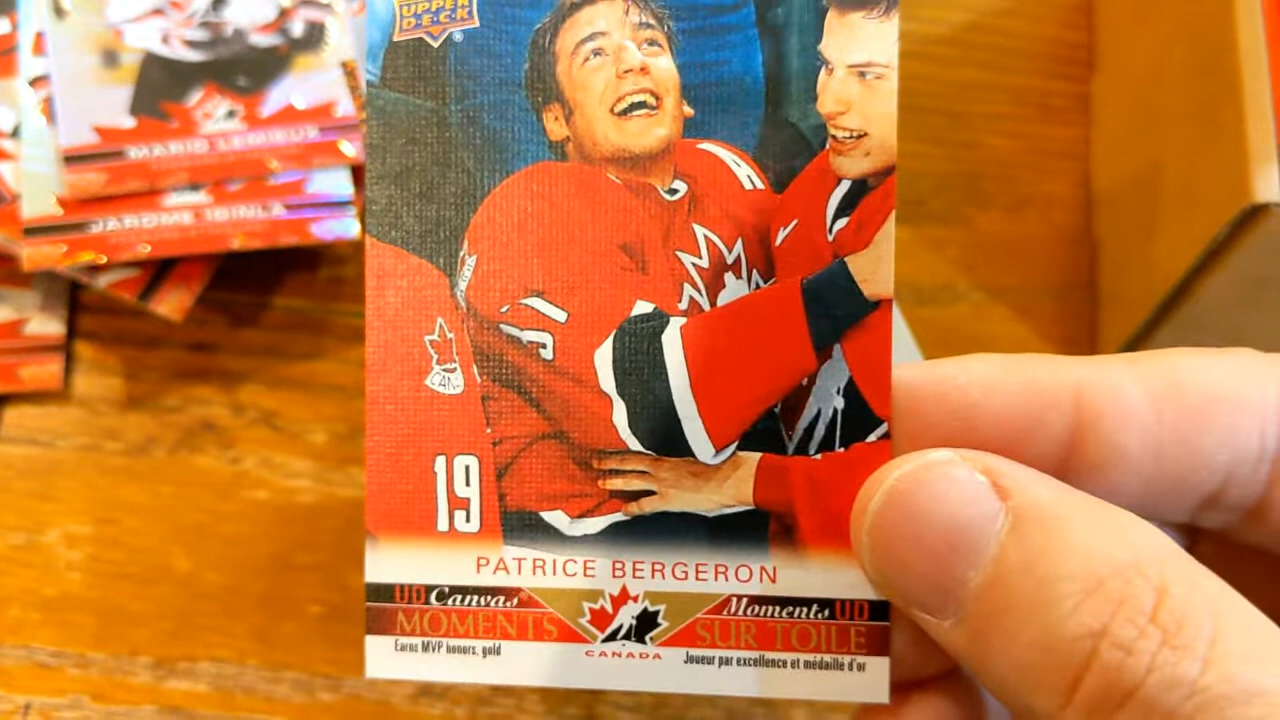 UPPER
D·E·C·K
MARIO LEMIEUX
JAROME IGINLA
A
CAN
19
PATRICE BERGERON
UD Canvas®
MOMENTS
Moments UD
SUR TOILE
CANADA
Earns MVP honors, gold
Joueur par excellence et médaillé d'or